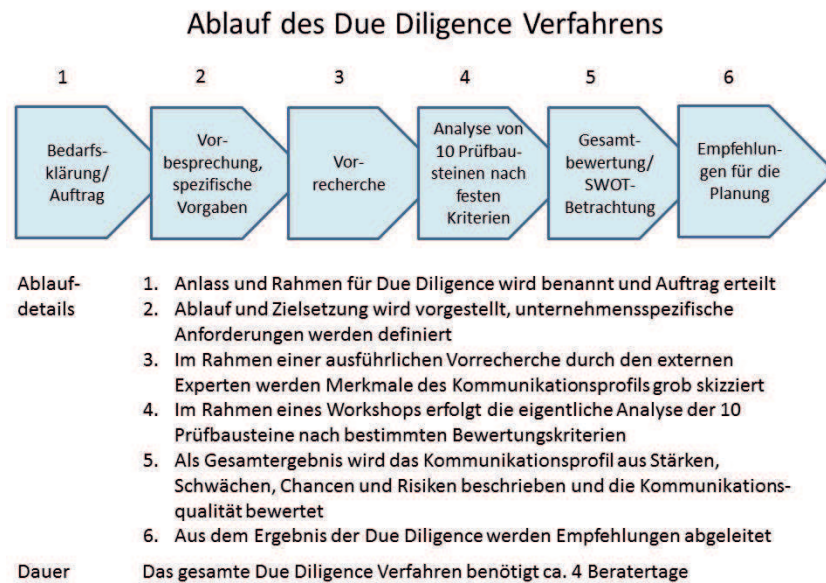 Ablauf des Due Diligence Verfahrens
1 2 3 4 5 6
Bedarfs-
klärung/
Auftrag
Vor-
besprechung,
spezifische
Vorgaben
Vor-
recherche
Analyse von
10 Prüfbau-
steinen nach
festen
Kriterien
Gesamt-
bewertung/
SWOT-
Betrachtung
Empfehlun-
gen für die
Planung
Ablauf-
details
1. Anlass und Rahmen für Due Diligence wird benannt und Auftrag erteilt
2. Ablauf und Zielsetzung wird vorgestellt, unternehmensspezifische
Anforderungen werden definiert
3. Im Rahmen einer ausführlichen Vorrecherche durch den externen
Experten werden Merkmale des Kommunikationsprofils grob skizziert
4. Im Rahmen eines Workshops erfolgt die eigentliche Analyse der 10
Prüfbausteine nach bestimmten Bewertungskriterien
5. Als Gesamtergebnis wird das Kommunikationsprofil aus Stärken,
Schwächen, Chancen und Risiken beschrieben und die Kommunikations-
qualität bewertet
6. Aus dem Ergebnis der Due Diligence werden Empfehlungen abgeleitet
Dauer Das gesamte Due Diligence Verfahren benötigt ca. 4 Beratertage